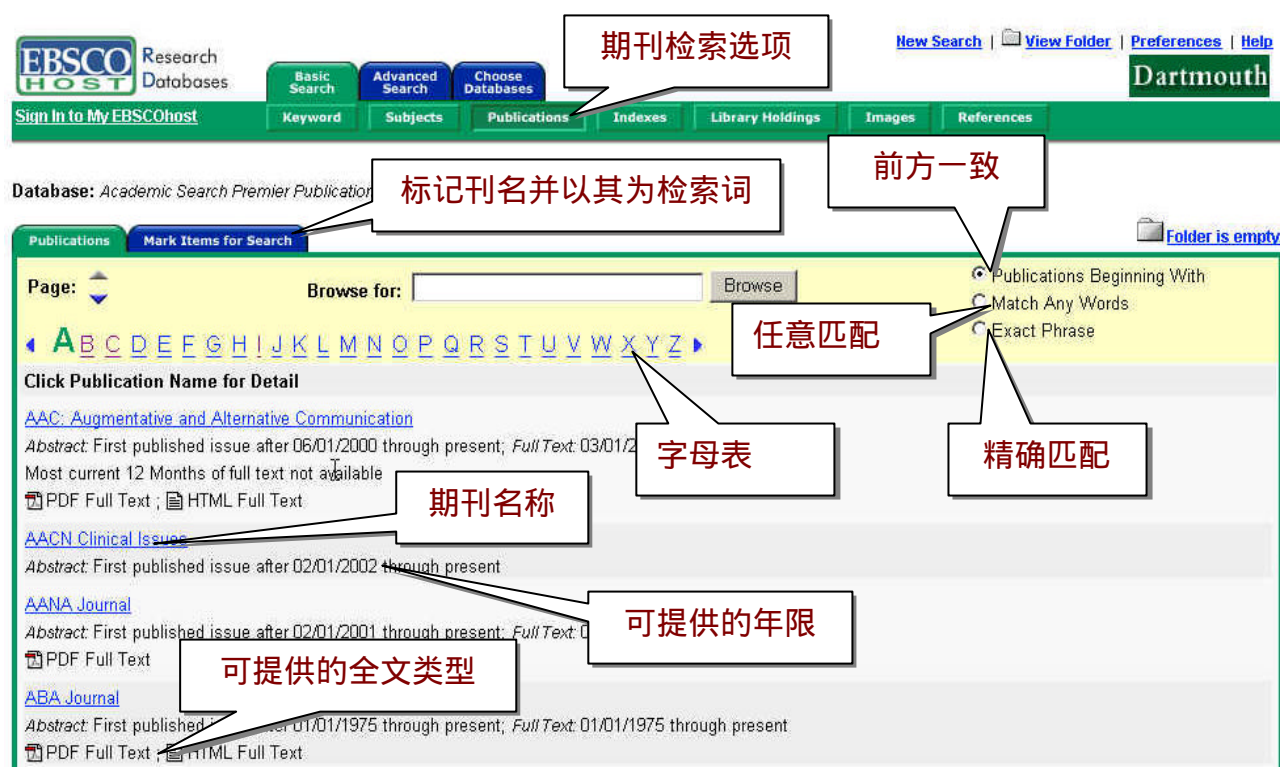 期刊检索选项
New Search | View Folder | Preferences | Help
EBSCO HOST Research Databases
Basic Search Advanced Search Choose Databases
Dartmouth
Sign In to My EBSCOhost Keyword Subjects Publications Indexes Library Holdings Images References
前方一致
标记刊名并以其为检索词
Database: Academic Search Premier
Publications Mark Items for Search
Folder is empty
Page: Browse for: Browse
Publications Beginning With
Match Any Words
Exact Phrase
任意匹配
A B C D E F G H I J K L M N O P Q R S T U V W X Y Z
Click Publication Name for Detail
AAC: Augmentative and Alternative Communication
Abstract: First published issue after 06/01/2000 through present; Full Text: 03/01/2
字母表
精确匹配
Most current 12 Months of full text not available
PDF Full Text ; HTML Full Text
期刊名称
AACN Clinical Issues
Abstract: First published issue after 02/01/2002 through present
AANA Journal
可提供的年限
Abstract: First published issue after 02/01/2001 through present; Full Text: 0
PDF Full Text
可提供的全文类型
ABA Journal
Abstract: First published 01/01/1975 through present; Full Text: 01/01/1975 through present
PDF Full Text ; HTML Full Text